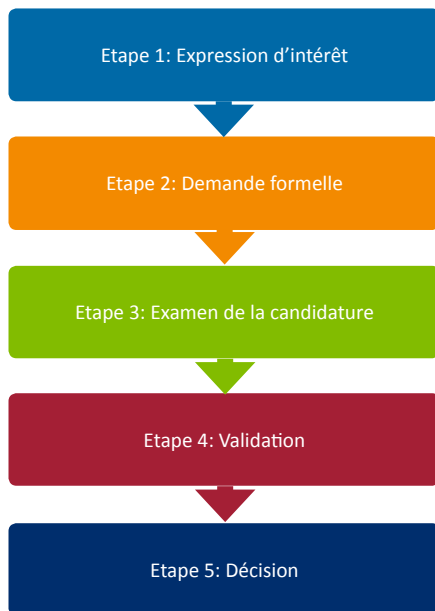 Etape 1: Expression d’intérêt
Etape 2: Demande formelle
Etape 3: Examen de la candidature
Etape 4: Validation
Etape 5: Décision